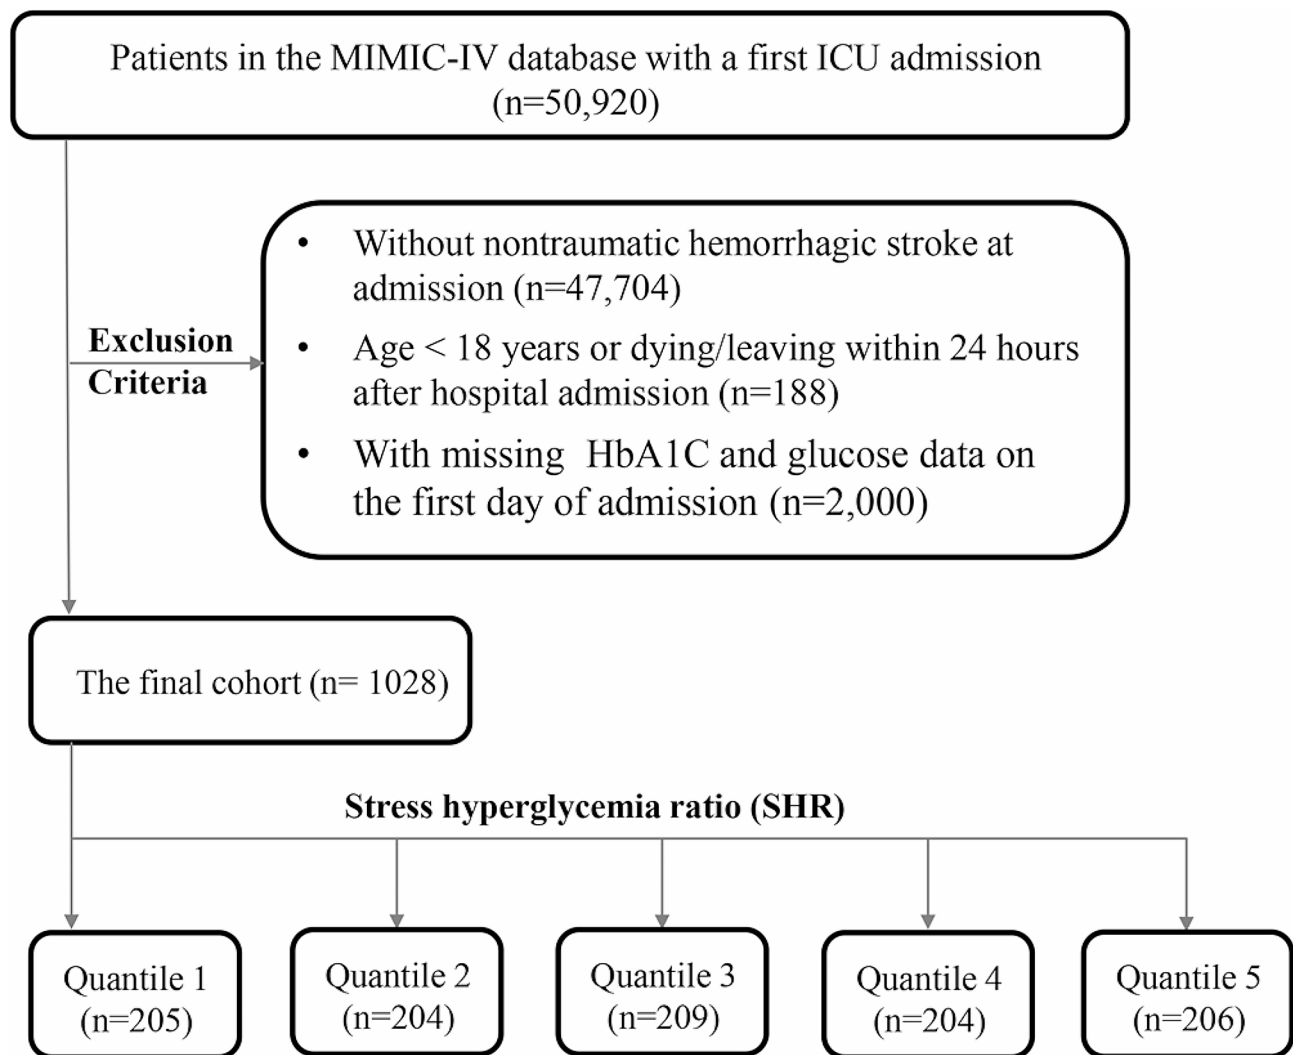 Patients in the MIMIC-IV database with a first ICU admission
(n=50,920)
• Without nontraumatic hemorrhagic stroke at
admission (n=47,704)
Exclusion
Criteria
• Age < 18 years or dying/leaving within 24 hours
after hospital admission (n=188)
• With missing HbA1C and glucose data on
the first day of admission (n=2,000)
The final cohort (n= 1028)
Stress hyperglycemia ratio (SHR)
Quantile 1
(n=205)
Quantile 2
(n=204)
Quantile 3
(n=209)
Quantile 4
(n=204)
Quantile 5
(n=206)